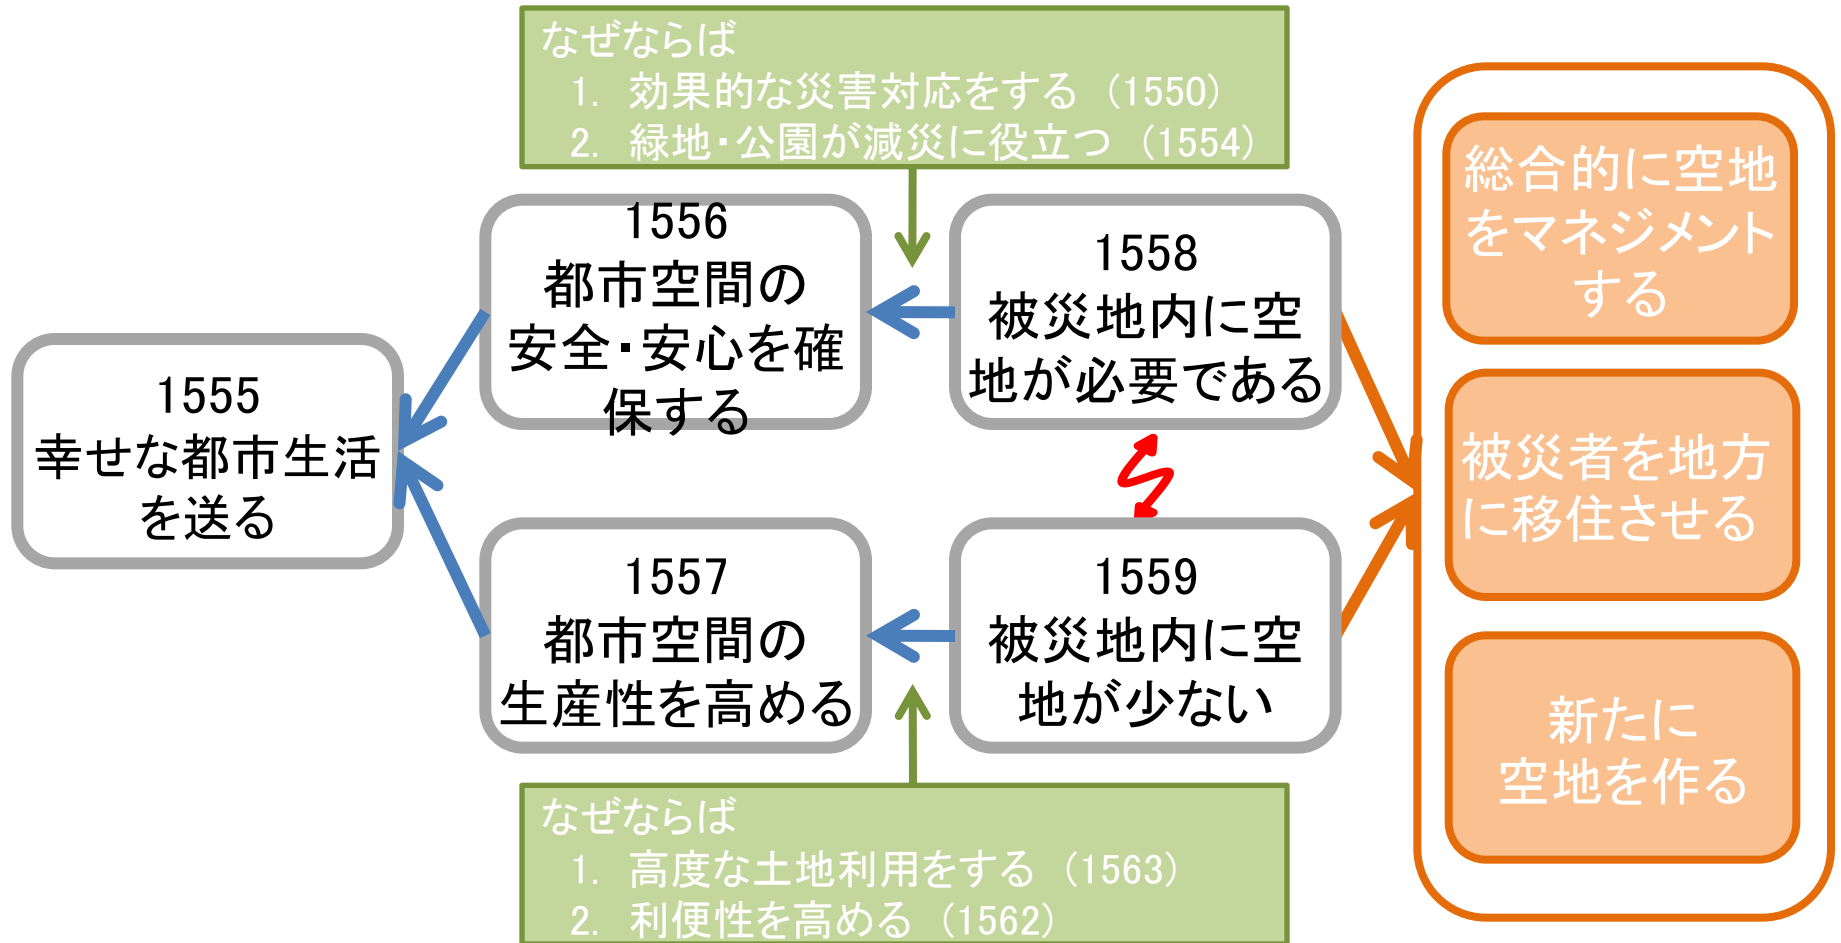 なぜならば
1. 効果的な災害対応をする (1550)
2. 緑地・公園が減災に役立つ (1554)
1555
幸せな都市生活
を送る
1556
都市空間の
安全・安心を確
保する
1558
被災地内に空
地が必要である
1557
都市空間の
生産性を高める
1559
被災地内に空
地が少ない
なぜならば
1. 高度な土地利用をする (1563)
2. 利便性を高める (1562)
総合的に空地
をマネジメント
する
被災者を地方
に移住させる
新たに
空地を作る